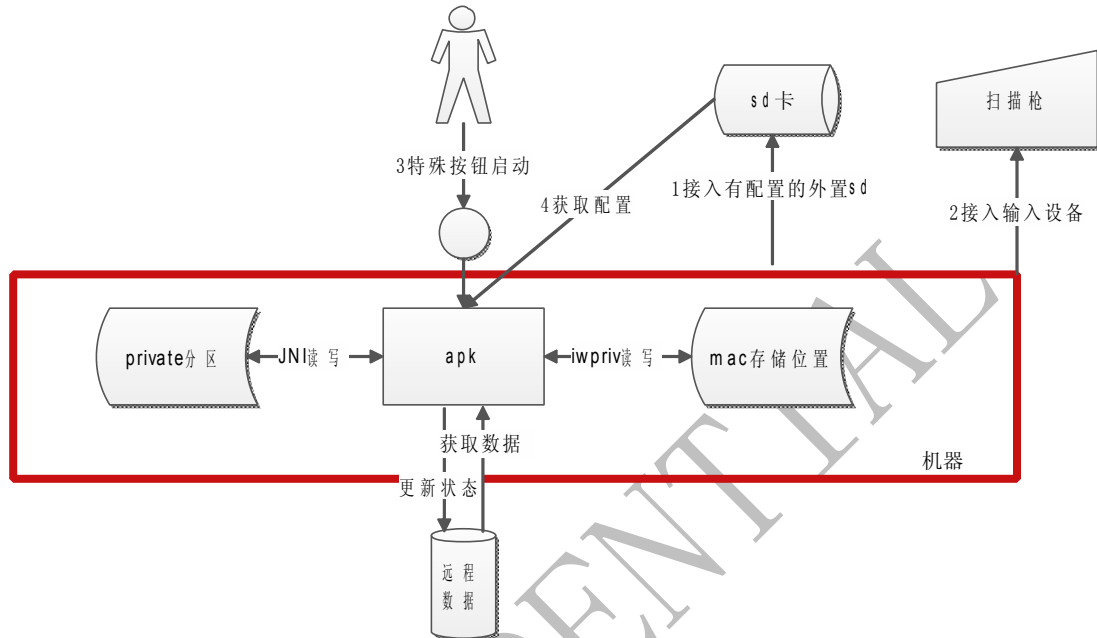 sd卡
扫描枪
3特殊按钮启动
1接入有配置的外置sd
4获取配置
2接入输入设备
private分区
JNI读写
apk
iwpriv读写
mac存储位置
获取数据
机器
更新状态
远程
数据
DENTIAL